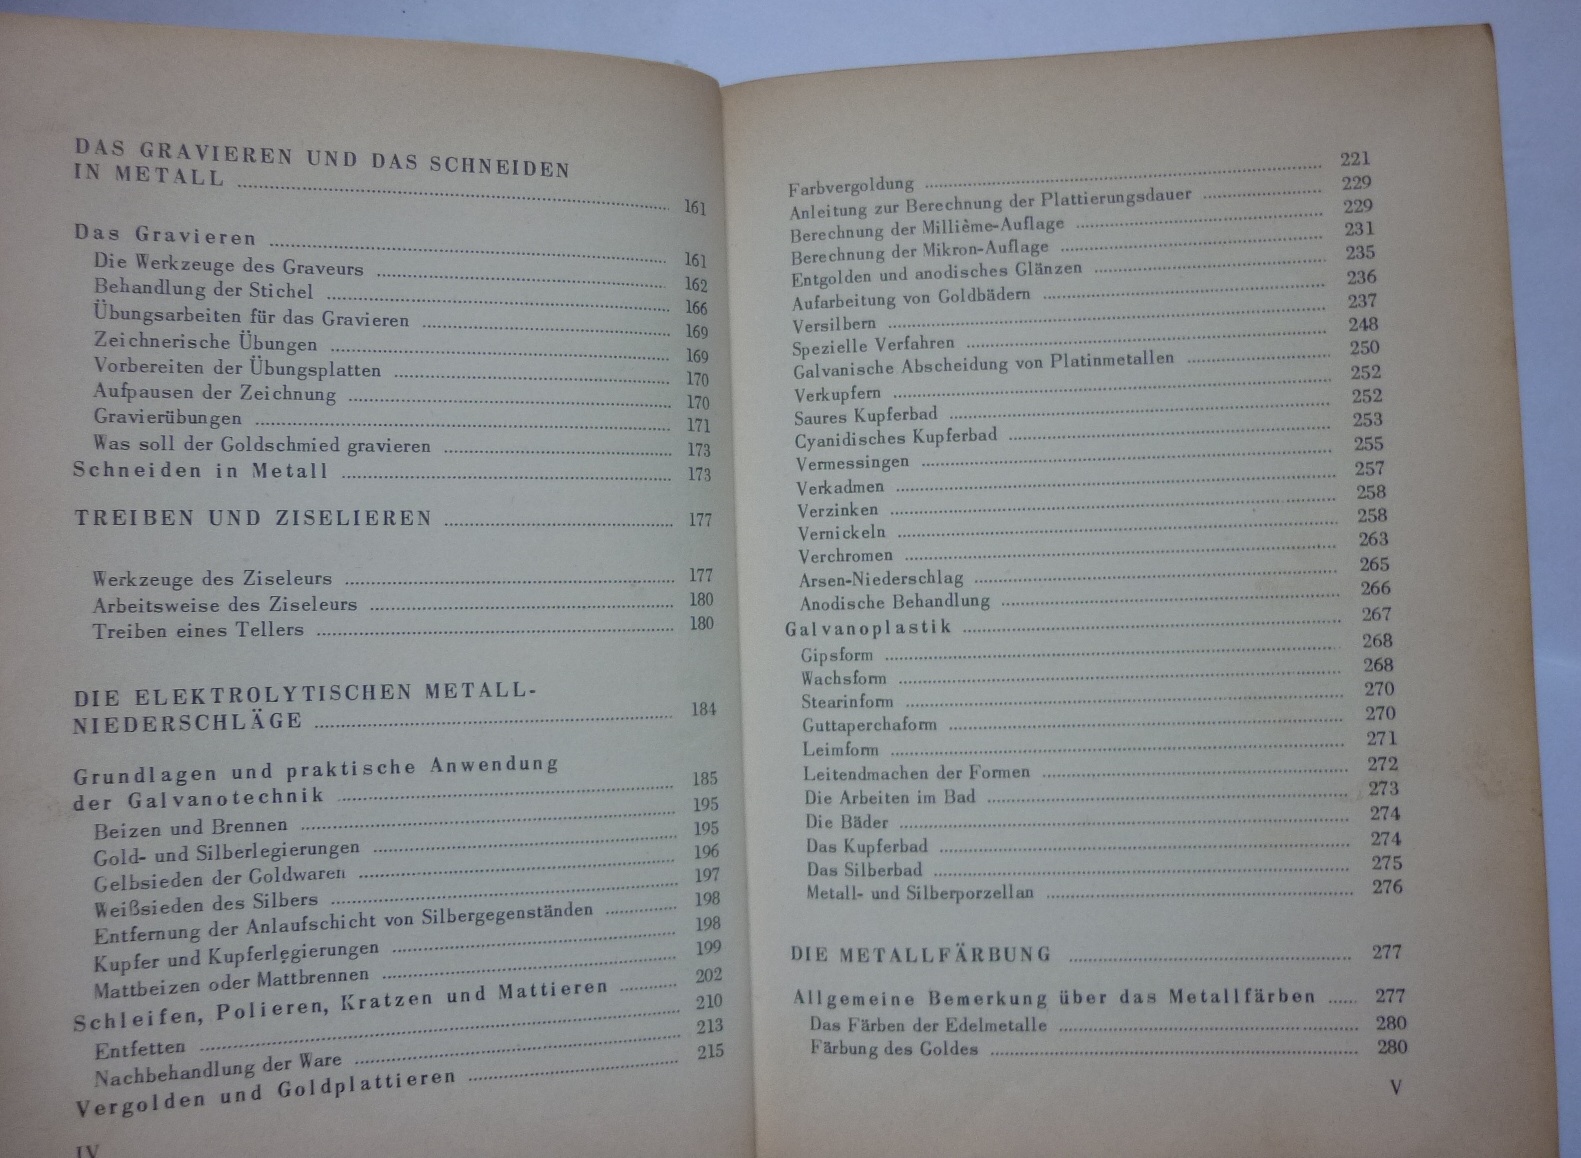 DAS GRAVIEREN UND DAS SCHNEIDEN
IN METALL ........ 161
Das Gravieren ........ 161
Die Werkzeuge des Graveurs ........ 162
Behandlung der Stichel ........ 166
Übungsarbeiten für das Gravieren ........ 169
Zeichnerische Übungen ........ 169
Vorbereiten der Übungsplatten ........ 170
Aufpausen der Zeichnung ........ 170
Gravierübungen ........ 171
Was soll der Goldschmied gravieren ........ 173
Schneiden in Metall ........ 173
TREIBEN UND ZISELIEREN ........ 177
Werkzeuge des Ziseleurs ........ 177
Arbeitsweise des Ziseleurs ........ 180
Treiben eines Tellers ........ 180
DIE ELEKTROLYTISCHEN METALL-
NIEDERSCHLÄGE ........ 184
Grundlagen und praktische Anwendung
der Galvanotechnik ........ 185
Beizen und Brennen ........ 195
Gold- und Silberlegierungen ........ 195
Gelbsieden der Goldwaren ........ 196
Weißsieden des Silbers ........ 197
Entfernung der Anlaufschicht von Silbergegenständen ........ 198
Kupfer und Kupferlegierungen ........ 198
Mattbeizen oder Mattbrennen ........ 199
Schleifen, Polieren, Kratzen und Mattieren ........ 202
Entfetten ........ 210
Nachbehandlung der Ware ........ 213
Vergolden und Goldplattieren ........ 215
IV
Farbvergoldung ........ 221
Anleitung zur Berechnung der Plattierungsdauer ........ 229
Berechnung der Millième-Auflage ........ 229
Berechnung der Mikron-Auflage ........ 231
Entgolden und anodisches Glänzen ........ 235
Aufarbeitung von Goldbädern ........ 236
Versilbern ........ 237
Spezielle Verfahren ........ 248
Galvanische Abscheidung von Platinmetallen ........ 250
Verkupfern ........ 252
Saures Kupferbad ........ 252
Cyanidisches Kupferbad ........ 253
Vermessingen ........ 255
Verkadmen ........ 257
Verzinken ........ 258
Vernickeln ........ 258
Verchromen ........ 263
Arsen-Niederschlag ........ 265
Anodische Behandlung ........ 266
Galvanoplastik ........ 267
Gipsform ........ 268
Wachsform ........ 268
Stearinform ........ 270
Guttaperchaform ........ 270
Leimform ........ 271
Leitendmachen der Formen ........ 272
Die Arbeiten im Bad ........ 273
Die Bäder ........ 274
Das Kupferbad ........ 274
Das Silberbad ........ 275
Metall- und Silberporzellan ........ 276
DIE METALLFÄRBUNG ........ 277
Allgemeine Bemerkung über das Metallfärben ...... 277
Das Färben der Edelmetalle ........ 280
Färbung des Goldes ........ 280
V